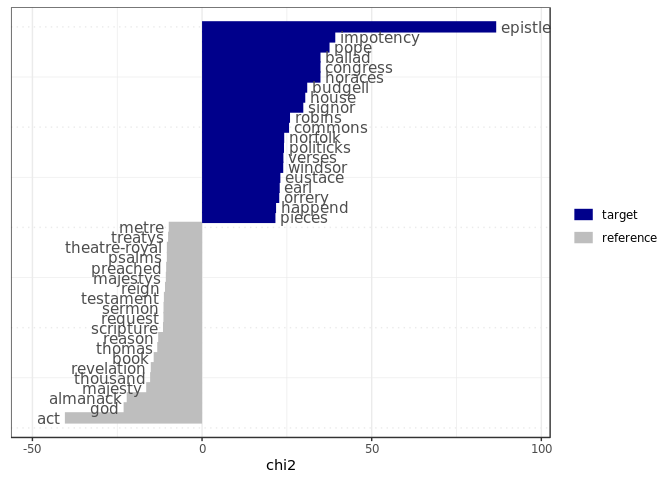 epistle
impotency
pope
ballad
congress
horaces
budgell
house
signor
robins
commons
norfolk
politicks
verses
windsor
eustace
earl
orrery
happend
pieces
metre
treatys
theatre-royal
psalms
preached
majestys
reign
testament
sermon
request
scripture
reason
thomas
book
revelation
thousand
majesty
almanack
god
act
-50 0 50 100
chi2
target
reference